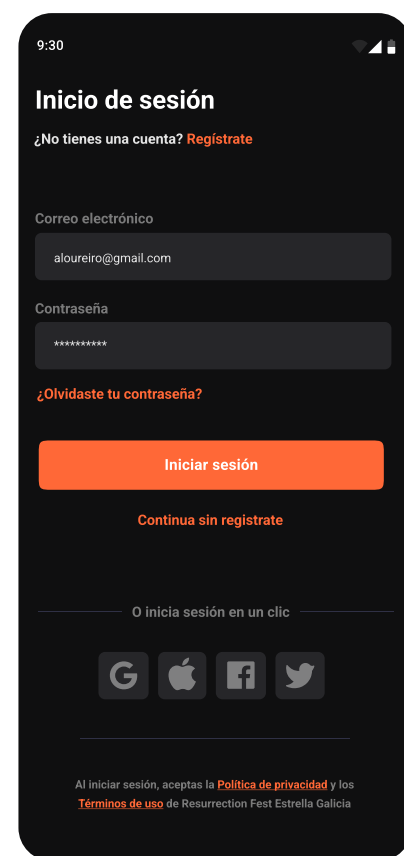 9:30
Inicio de sesión
¿No tienes una cuenta? Regístrate
Correo electrónico
aloureiro@gmail.com
Contraseña
**********
¿Olvidaste tu contraseña?
Iniciar sesión
Continua sin registrate
O inicia sesión en un clic
Al iniciar sesión, aceptas la Política de privacidad y los
Términos de uso de Resurrection Fest Estrella Galicia